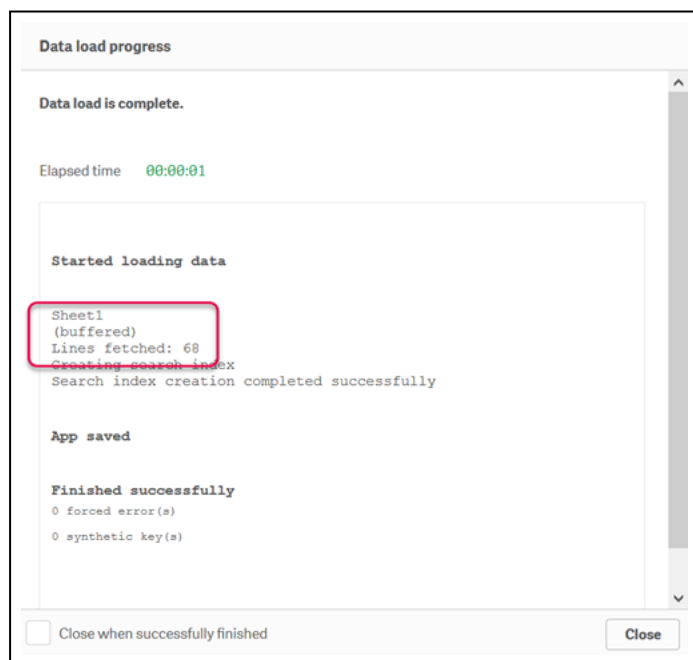 Data load progress
Data load is complete.
Elapsed time 00:00:01
Started loading data
Sheet1
(buffered)
Lines fetched: 68
Creating search index
Search index creation completed successfully
App saved
Finished successfully
0 forced error(s)
0 synthetic key(s)
Close when successfully finished
Close